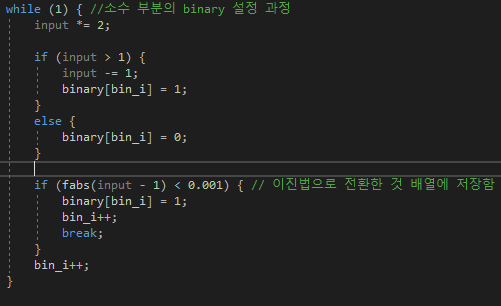 while (1) { //소수 부분의 binary 설정 과정
input *= 2;
if (input > 1) {
input -= 1;
binary[bin_i] = 1;
}
else {
binary[bin_i] = 0;
}
if (fabs(input - 1) < 0.001) { // 이진법으로 전환한 것 배열에 저장함
binary[bin_i] = 1;
bin_i++;
break;
}
bin_i++;
}